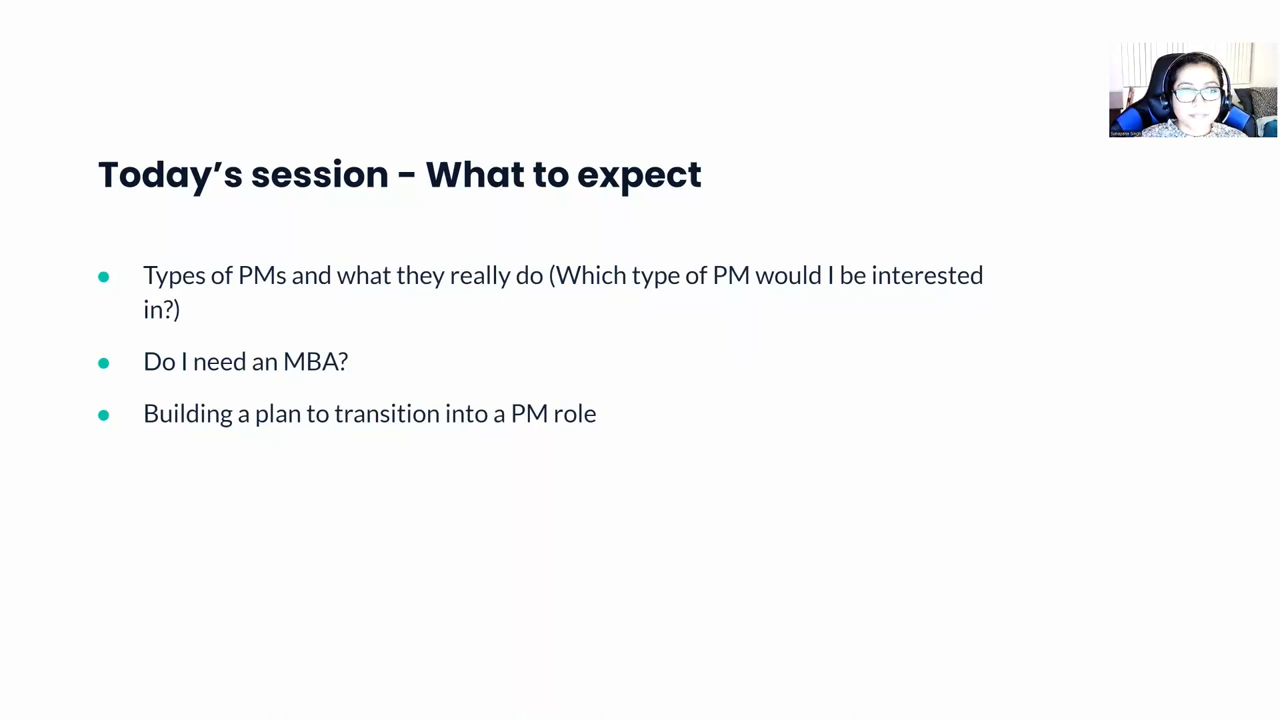 Today's session - What to expect
● Types of PMs and what they really do (Which type of PM would I be interested
in?)
● Do I need an MBA?
● Building a plan to transition into a PM role